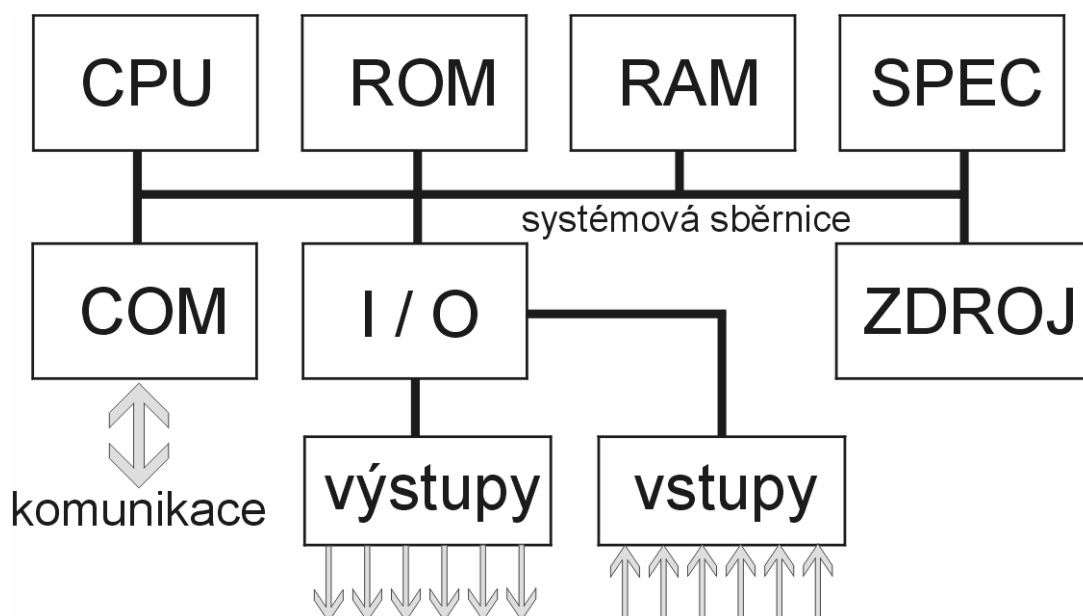 CPU
ROM
RAM
SPEC
systémová sběrnice
COM
I / O
ZDROJ
výstupy
vstupy
komunikace